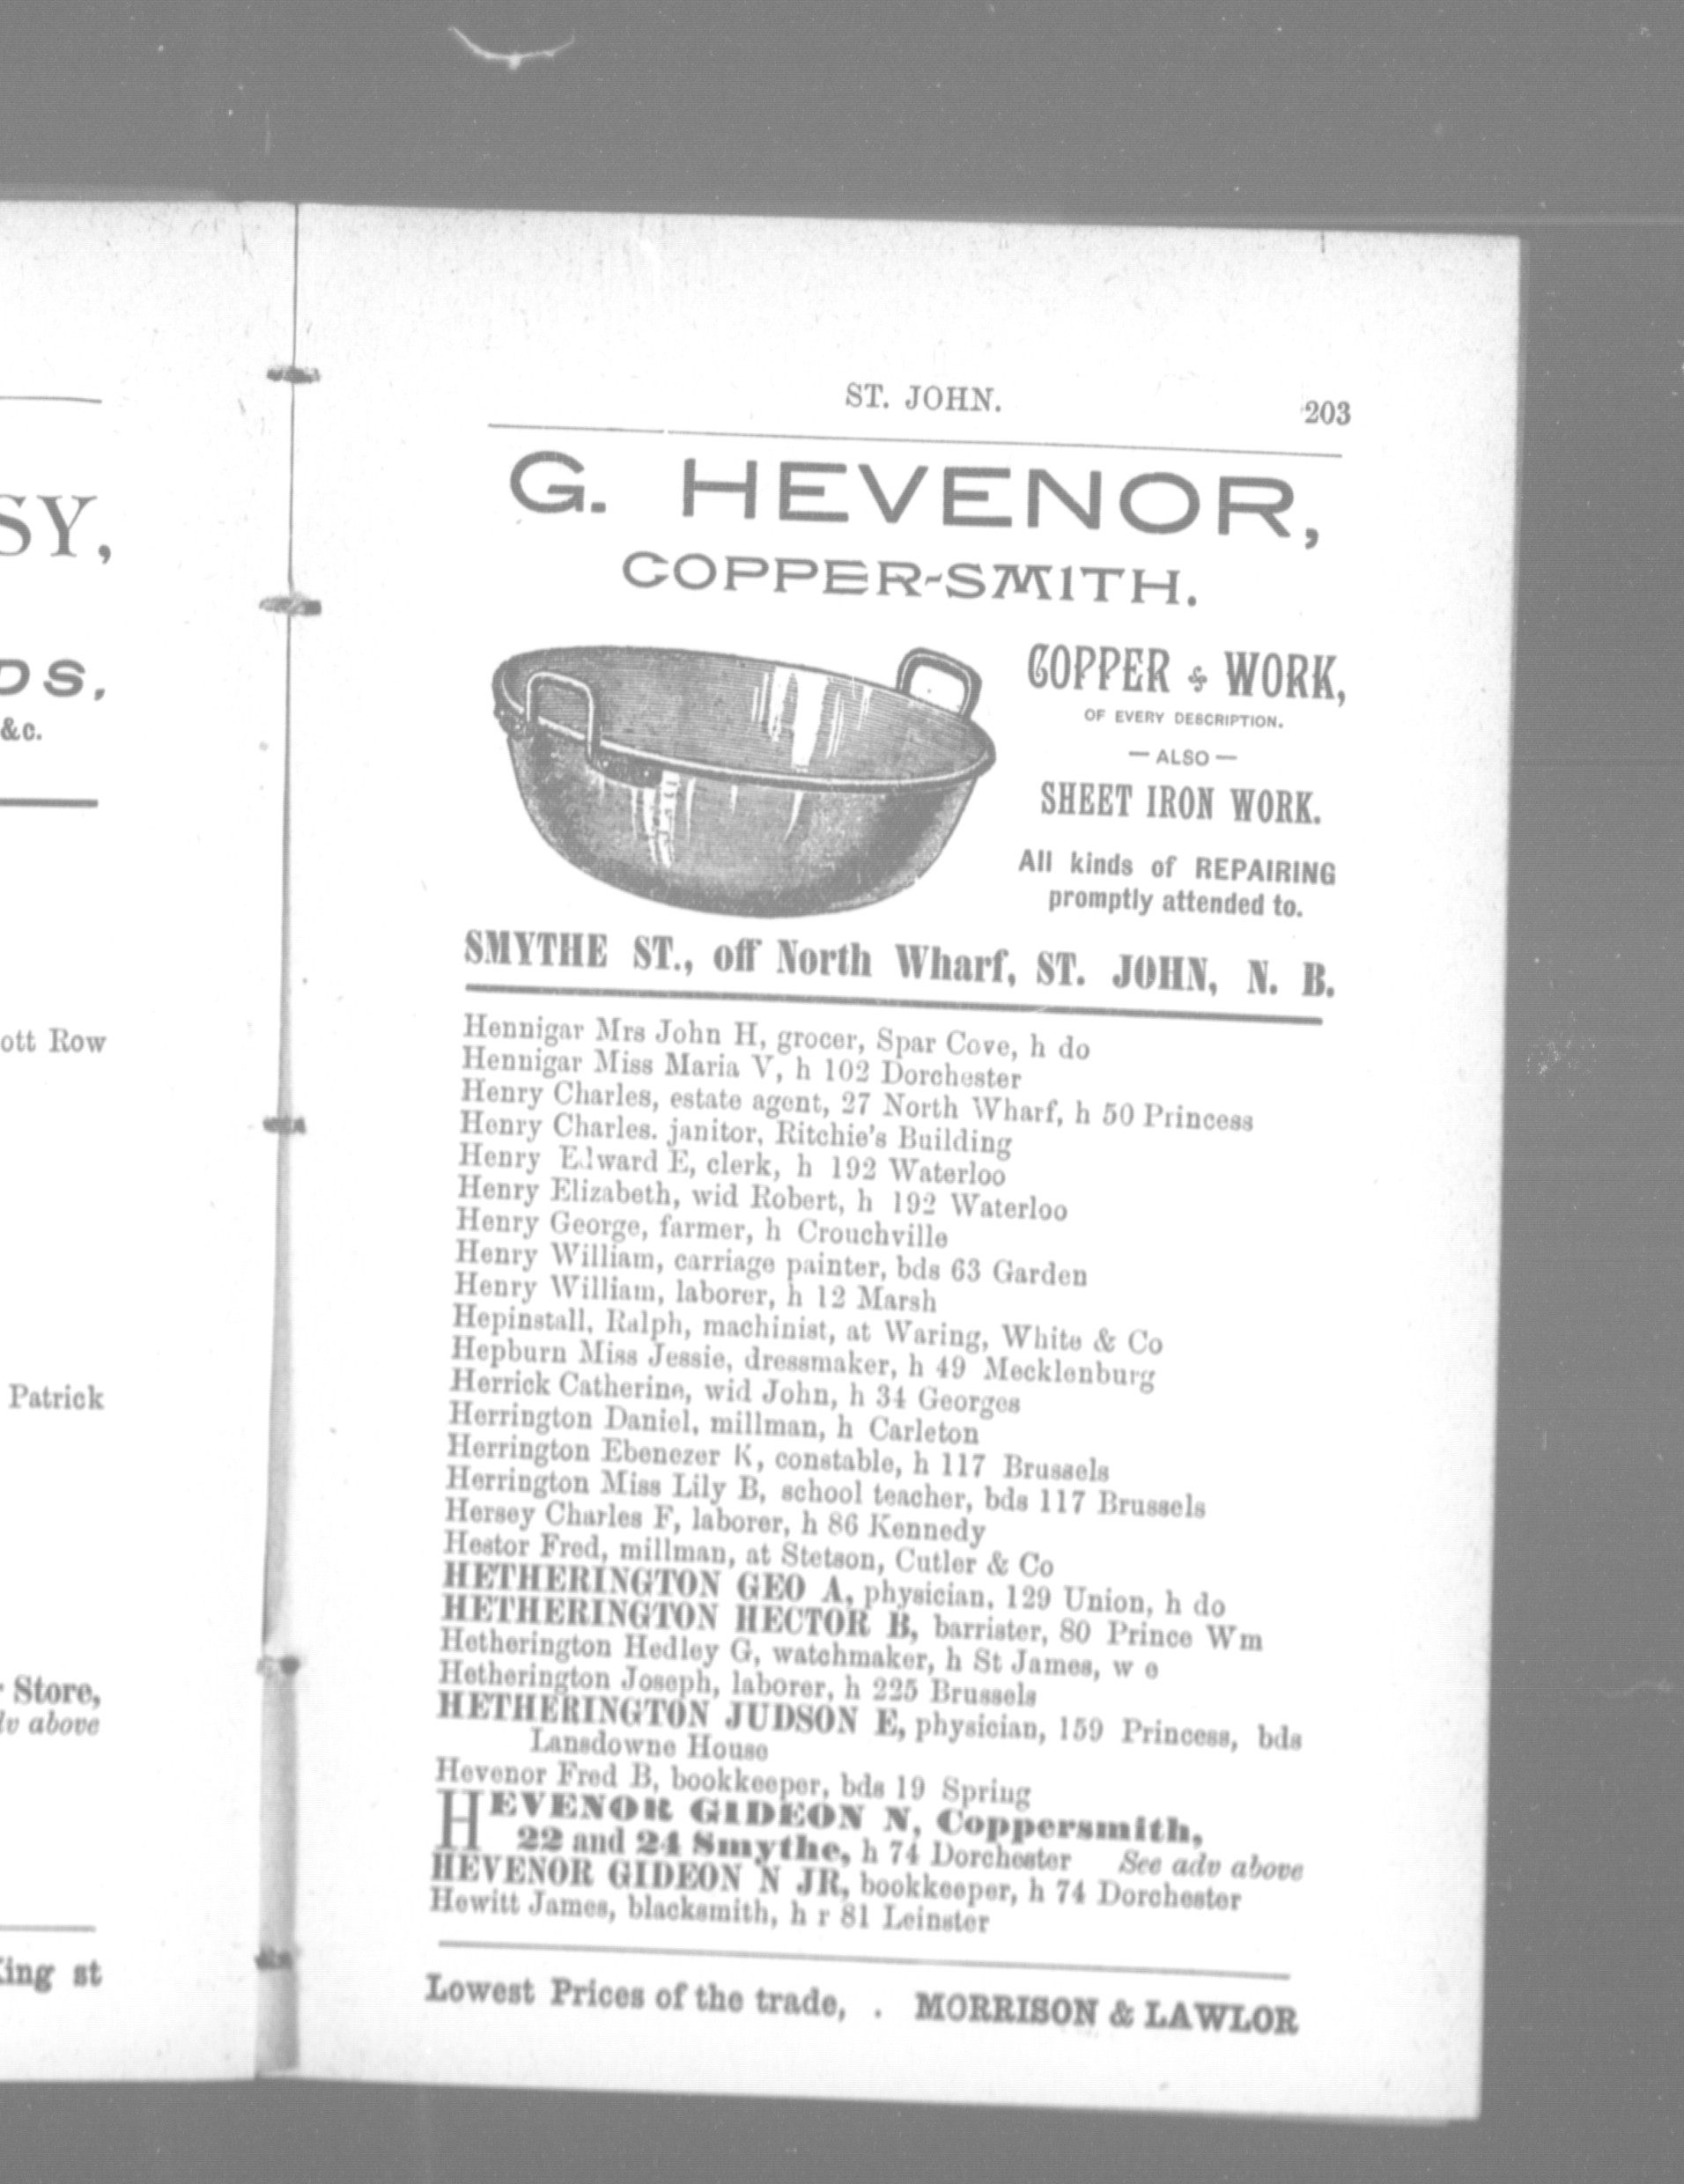 SY,
DS,
&c.
ott Row
Patrick
Store,
dv above
King st
ST. JOHN.
203
G. HEVENOR,
COPPER-SMITH.
COPPER & WORK,
OF EVERY DESCRIPTION.
— ALSO —
SHEET IRON WORK.
All kinds of REPAIRING
promptly attended to.
SMYTHE ST., off North Wharf, ST. JOHN, N. B.
Hennigar Mrs John H, grocer, Spar Cove, h do
Hennigar Miss Maria V, h 102 Dorchester
Henry Charles, estate agent, 27 North Wharf, h 50 Princess
Henry Charles. janitor, Ritchie's Building
Henry Edward E, clerk, h 192 Waterloo
Henry Elizabeth, wid Robert, h 192 Waterloo
Henry George, farmer, h Crouchville
Henry William, carriage painter, bds 63 Garden
Henry William, laborer, h 12 Marsh
Hepinstall, Ralph, machinist, at Waring, White & Co
Hepburn Miss Jessie, dressmaker, h 49 Mecklenburg
Herrick Catherine, wid John, h 34 Georges
Herrington Daniel, millman, h Carleton
Herrington Ebenezer K, constable, h 117 Brussels
Herrington Miss Lily B, school teacher, bds 117 Brussels
Hersey Charles F, laborer, h 86 Kennedy
Hestor Fred, millman, at Stetson, Cutler & Co
HETHERINGTON GEO A, physician, 129 Union, h do
HETHERINGTON HECTOR B, barrister, 80 Prince Wm
Hetherington Hedley G, watchmaker, h St James, w e
Hetherington Joseph, laborer, h 225 Brussels
HETHERINGTON JUDSON E, physician, 159 Princess, bds
Lansdowne House
Hevenor Fred B, bookkeeper, bds 19 Spring
HEVENOR GIDEON N, Coppersmith,
22 and 24 Smythe, h 74 Dorchester See adv above
HEVENOR GIDEON N JR, bookkeeper, h 74 Dorchester
Hewitt James, blacksmith, h r 81 Leinster
Lowest Prices of the trade, . MORRISON & LAWLOR